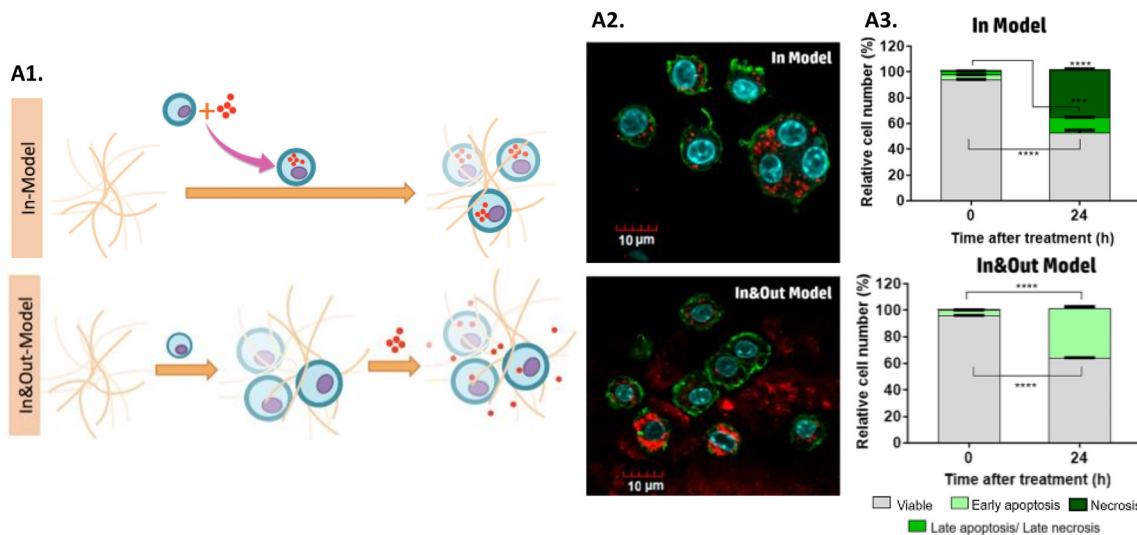 A1.
In-Model
In&Out-Model
A2.
In Model
10 µm
In&Out Model
10 µm
A3.
In Model
Relative cell number (%)
120
100
80
60
40
20
0
****
***
****
0
24
Time after treatment (h)
In&Out Model
Relative cell number (%)
120
100
80
60
40
20
0
****
****
0
24
Time after treatment (h)
Viable
Early apoptosis
Necrosis
Late apoptosis/ Late necrosis